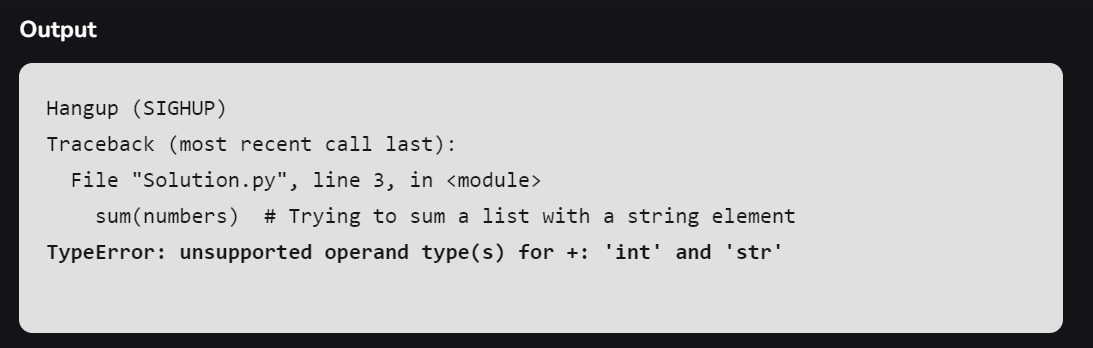 Output
Hangup (SIGHUP)
Traceback (most recent call last):
  File "Solution.py", line 3, in <module>
    sum(numbers)  # Trying to sum a list with a string element
TypeError: unsupported operand type(s) for +: 'int' and 'str'